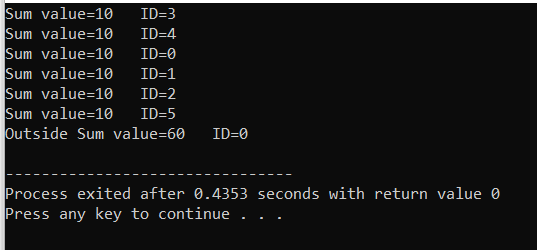 Sum value=10   ID=3
Sum value=10   ID=4
Sum value=10   ID=0
Sum value=10   ID=1
Sum value=10   ID=2
Sum value=10   ID=5
Outside Sum value=60   ID=0
--------------------------------
Process exited after 0.4353 seconds with return value 0
Press any key to continue . . .